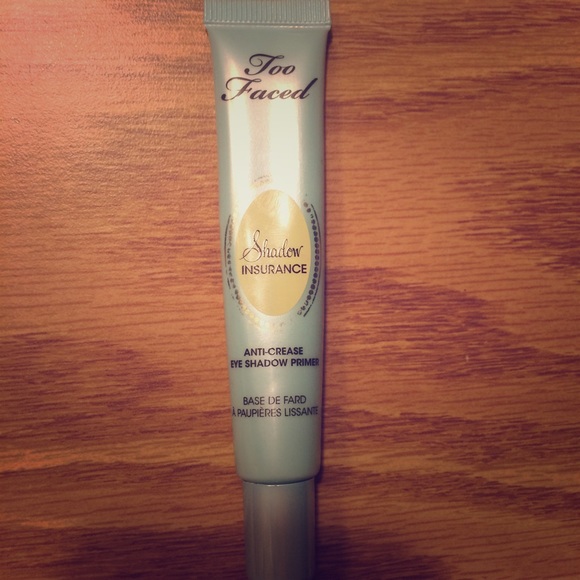 Too
Faced
Shadow
INSURANCE
ANTI-CREASE
EYE SHADOW PRIMER
BASE DE FARD
À PAUPIÈRES LISSANTE